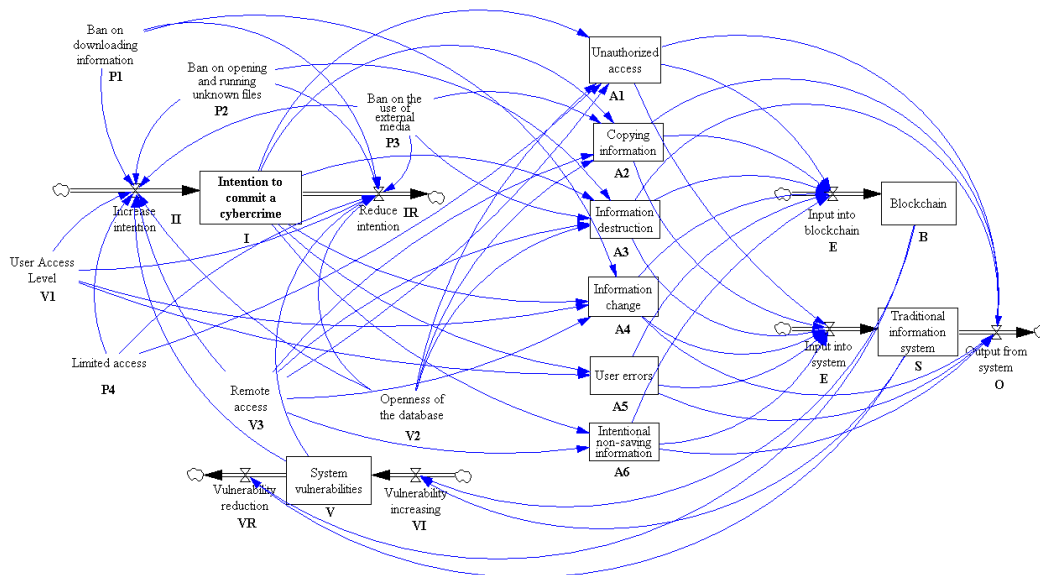 Ban on
downloading
information
P1
Ban on opening
and running
unknown files
P2
Ban on the
use of
external
media
P3
Unauthorized
access
A1
Copying
information
A2
Increase
intention
II
Intention to
commit a
cybercrime
I
Reduce
intention
IR
Information
destruction
A3
Input into
blockchain
E
Blockchain
B
User Access
Level
V1
Information
change
A4
Input into
system
E
Traditional
information
system
S
Output from
system
O
Limited access
P4
Remote
access
V3
Openness of
the database
V2
User errors
A5
Intentional
non-saving
information
A6
Vulnerability
reduction
VR
System
vulnerabilities
V
Vulnerability
increasing
VI